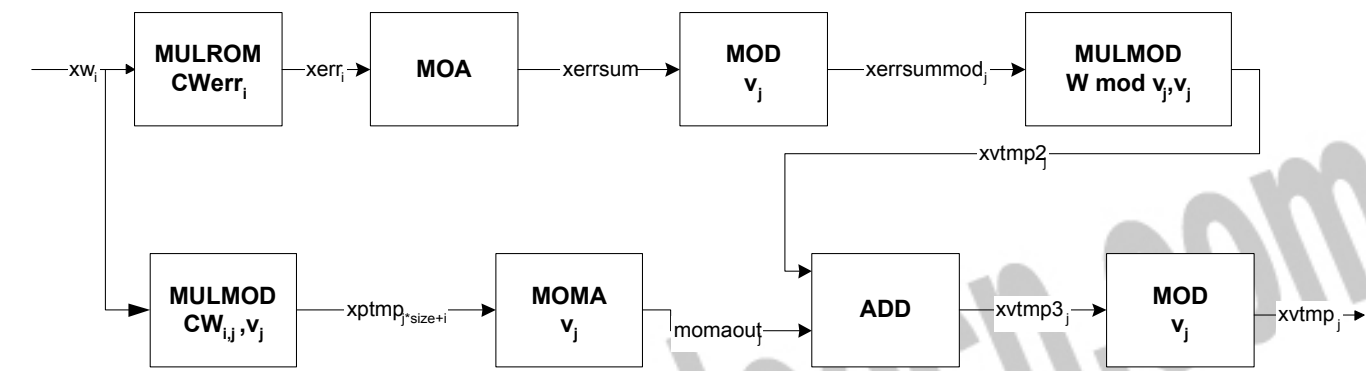 xwᵢ
MULROM
CWerrᵢ
xerrᵢ
MOA
xerrsum
MOD
vⱼ
xerrsummodⱼ
MULMOD
W mod vⱼ,vⱼ
xvtmp2ⱼ
MULMOD
CWᵢ,ⱼ ,vⱼ
xptmpⱼ*size+i
MOMA
vⱼ
momaoutⱼ
ADD
xvtmp3ⱼ
MOD
vⱼ
xvtmpⱼ